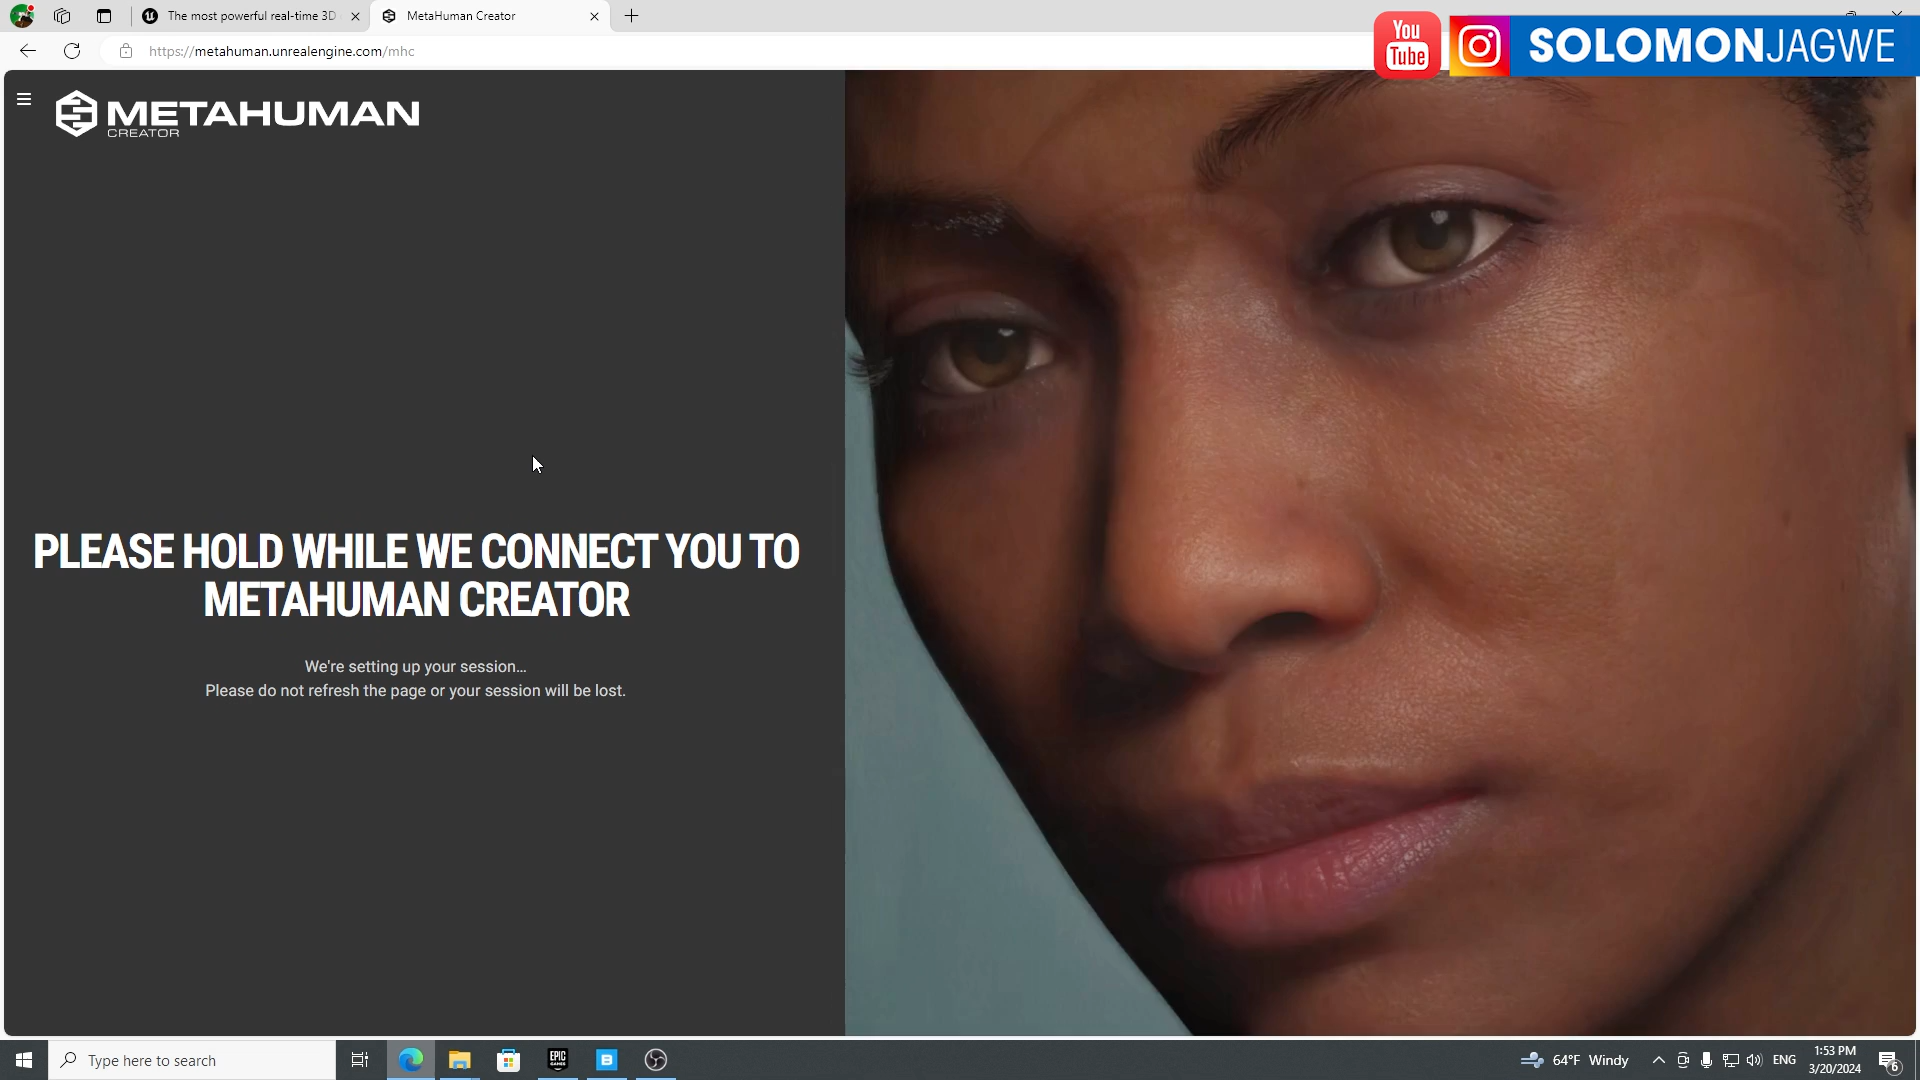 The most powerful real-time 3D
MetaHuman Creator
https://metahuman.unrealengine.com/mhc
You
Tube
SOLOMONJAGWE
METAHUMAN
CREATOR
PLEASE HOLD WHILE WE CONNECT YOU TO
METAHUMAN CREATOR
We're setting up your session...
Please do not refresh the page or your session will be lost.
Type here to search
EPIC
GAMES
B
64°F Windy
ENG
1:53 PM
3/20/2024
6